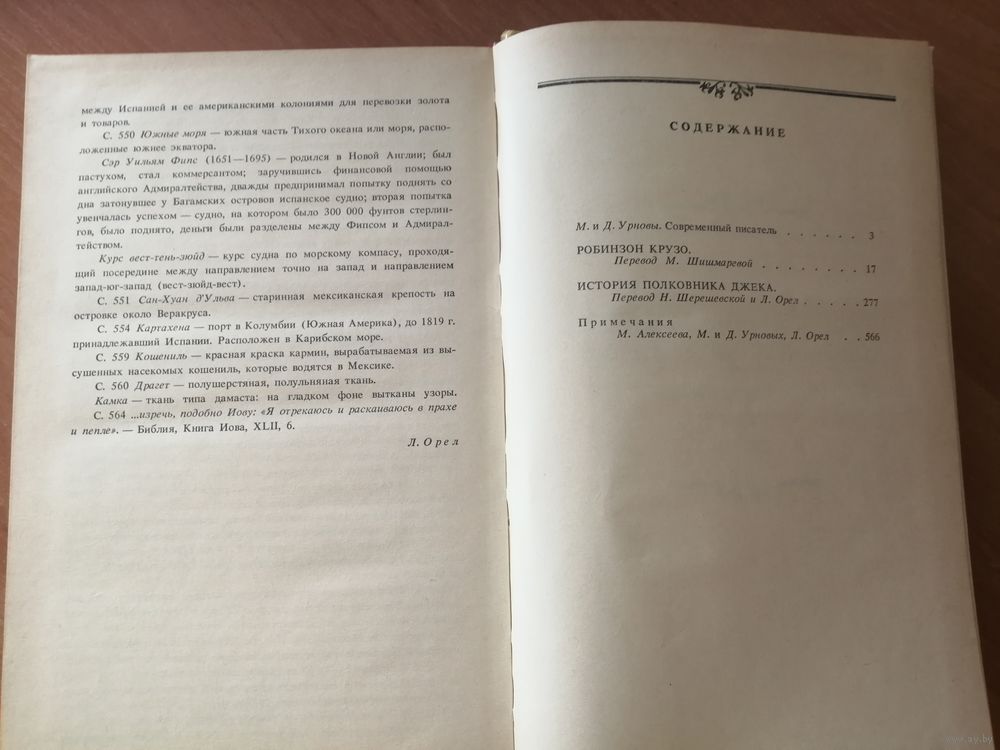 между Испанией и ее американскими колониями для перевозки золота
и товаров.
С. 550 Южные моря — южная часть Тихого океана или моря, распо-
ложенные южнее экватора.
Сэр Уильям Фипс (1651—1695) — родился в Новой Англии; был
пастухом, стал коммерсантом; заручившись финансовой помощью
английского Адмиралтейства, дважды предпринимал попытку поднять со
дна затонувшее у Багамских островов испанское судно; вторая попытка
увенчалась успехом — судно, на котором было 300 000 фунтов стерлин-
гов, было поднято, деньги были разделены между Фипсом и Адмирал-
тейством.
Курс вест-тень-зюйд — курс судна по морскому компасу, проходя-
щий посередине между направлением точно на запад и направлением
запад-юг-запад (вест-зюйд-вест).
С. 551 Сан-Хуан д'Ульва — старинная мексиканская крепость на
островке около Веракруса.
С. 554 Картахена — порт в Колумбии (Южная Америка), до 1819 г.
принадлежавший Испании. Расположен в Карибском море.
С. 559 Кошениль — красная краска кармин, вырабатываемая из вы-
сушенных насекомых кошениль, которые водятся в Мексике.
С. 560 Драгет — полушерстяная, полульняная ткань.
Камка — ткань типа дамаста: на гладком фоне вытканы узоры.
С. 564 ...изречь, подобно Иову: «Я отрекаюсь и раскаиваюсь в прахе
и пепле». — Библия, Книга Иова, XLII, 6.
Л. Орел
СОДЕРЖАНИЕ
М. и Д. Урновы. Современный писатель . . . . . . 3
РОБИНЗОН КРУЗО.
Перевод М. Шишмаревой . . . . . . . . 17
ИСТОРИЯ ПОЛКОВНИКА ДЖЕКА.
Перевод Н. Шерешевской и Л. Орел . . . . . 277
Примечания
М. Алексеева, М. и Д. Урновых, Л. Орел . . 566
www.ay.by